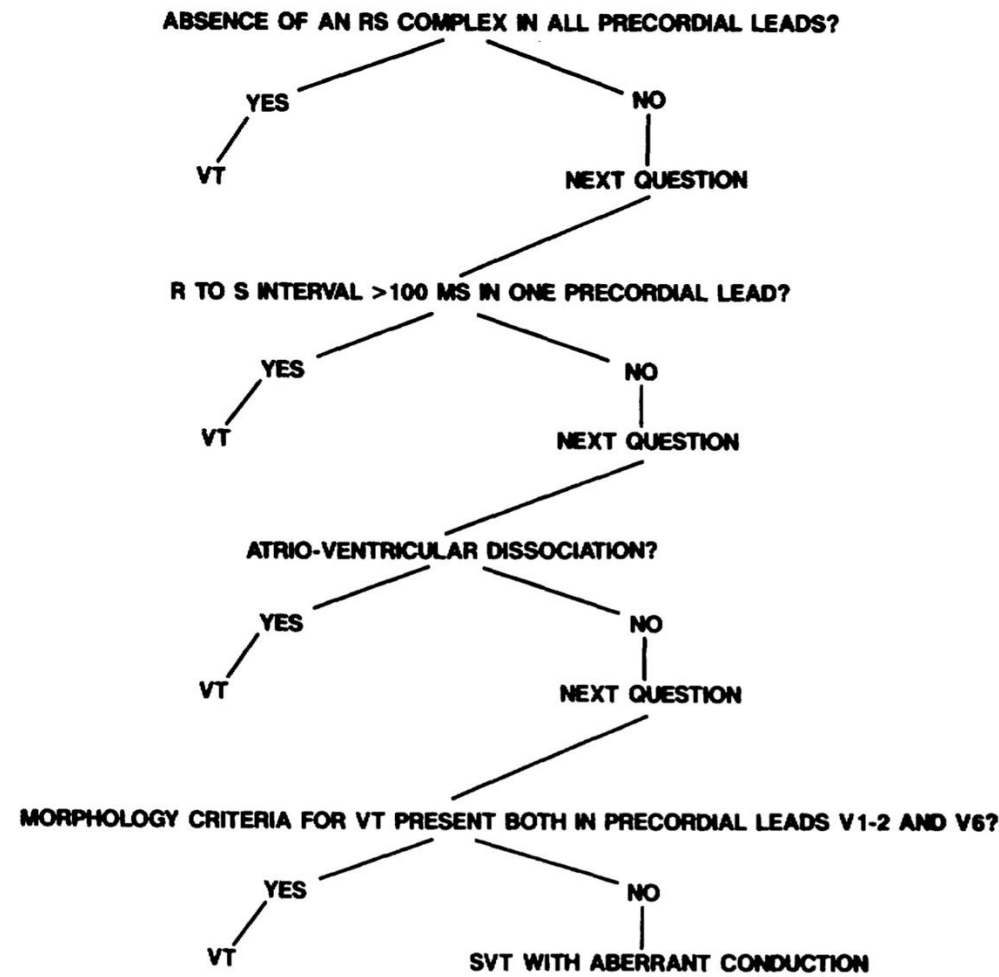 ABSENCE OF AN RS COMPLEX IN ALL PRECORDIAL LEADS?
YES
NO
VT
NEXT QUESTION
R TO S INTERVAL >100 MS IN ONE PRECORDIAL LEAD?
YES
NO
VT
NEXT QUESTION
ATRIO-VENTRICULAR DISSOCIATION?
YES
NO
VT
NEXT QUESTION
MORPHOLOGY CRITERIA FOR VT PRESENT BOTH IN PRECORDIAL LEADS V1-2 AND V6?
YES
NO
VT
SVT WITH ABERRANT CONDUCTION